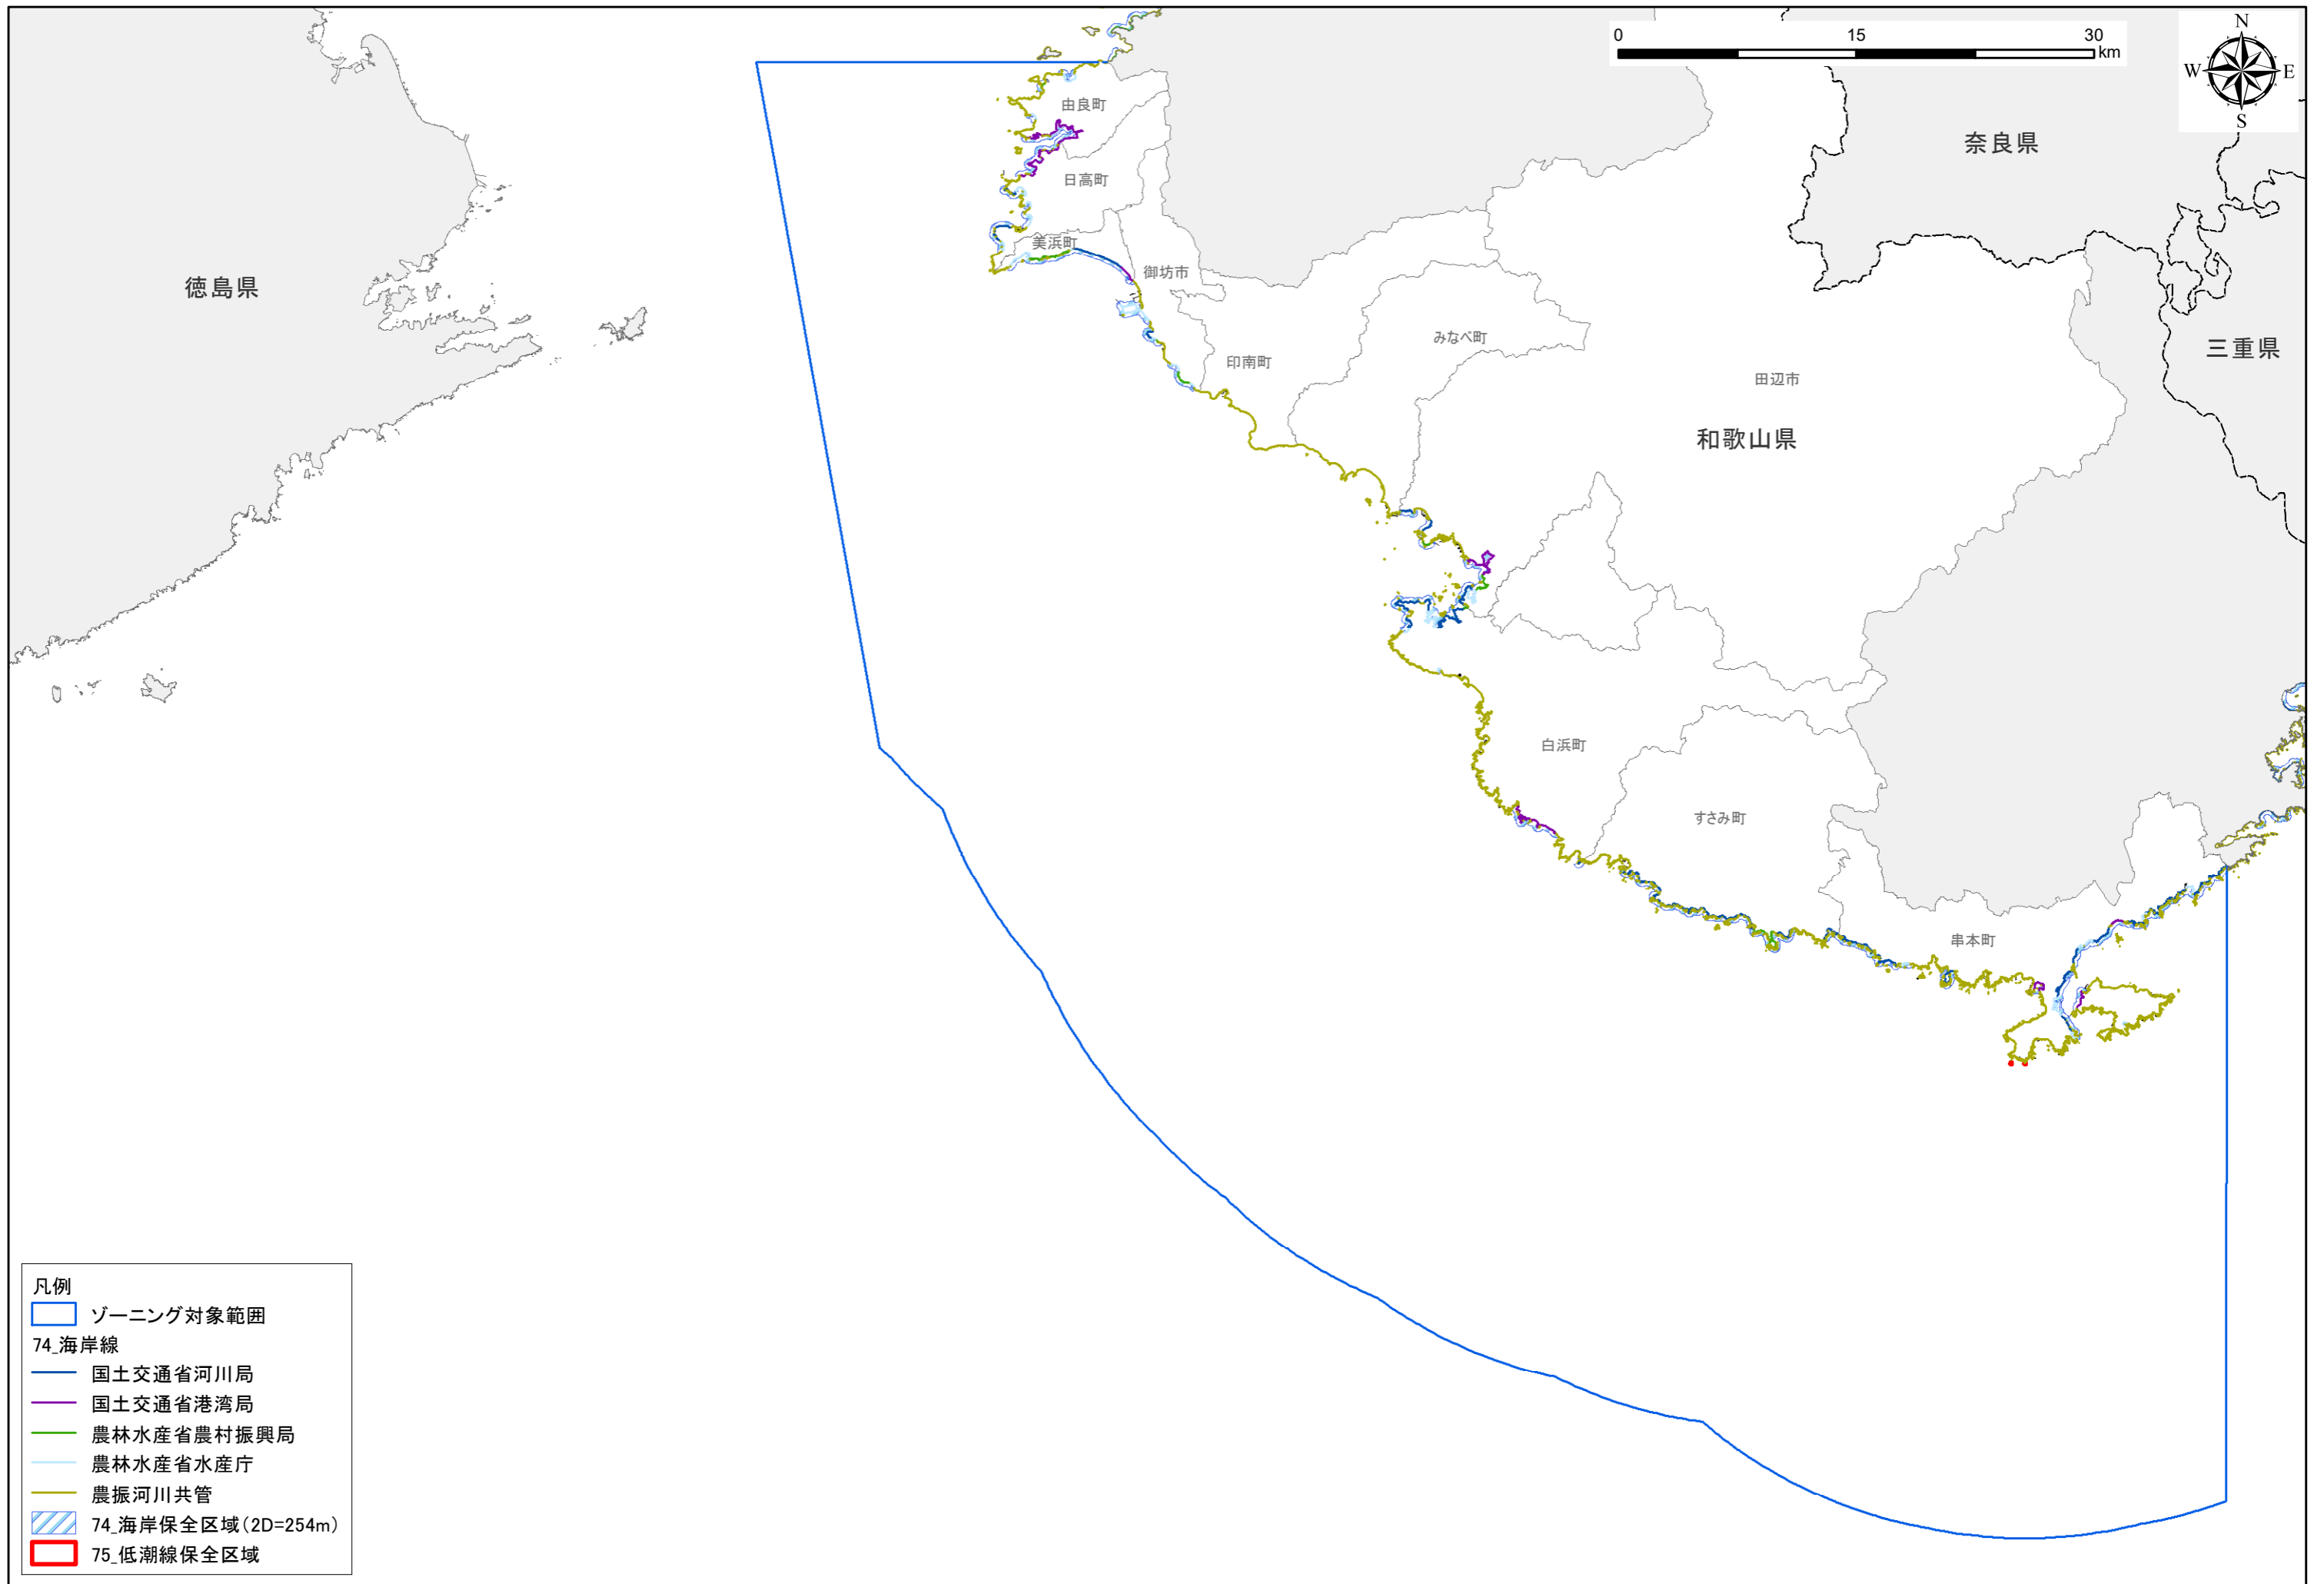 0 15 30
km
N
W E
S
奈良県
由良町
日高町
美浜町
御坊市
徳島県
みなべ町
印南町
三重県
田辺市
和歌山県
白浜町
すさみ町
串本町
凡例
ゾーニング対象範囲
74_海岸線
国土交通省河川局
国土交通省港湾局
農林水産省農村振興局
農林水産省水産庁
農振河川共管
74_海岸保全区域(2D=254m)
75_低潮線保全区域